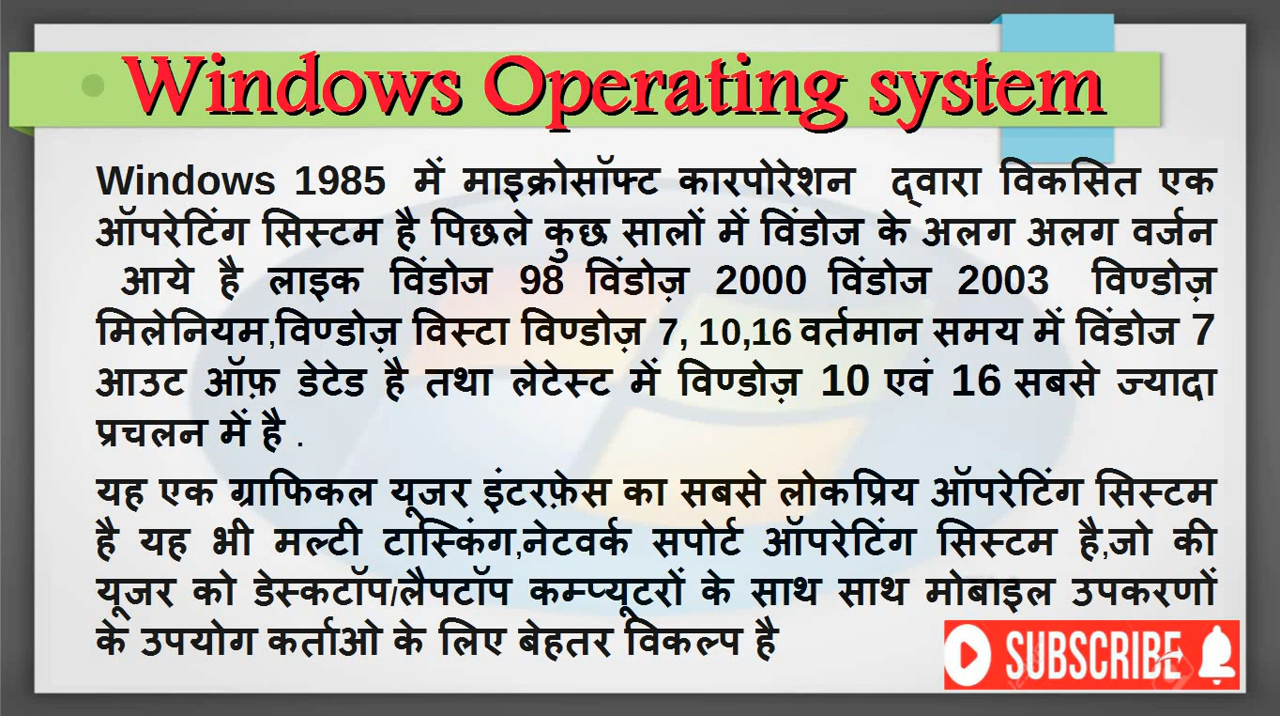 Windows Operating system
Windows 1985 में माइक्रोसॉफ्ट कारपोरेशन द्वारा विकसित एक
ऑपरेटिंग सिस्टम है पिछले कुछ सालों में विंडोज के अलग अलग वर्जन
आये है लाइक विंडोज 98 विंडोज़ 2000 विंडोज 2003 विण्डोज़
मिलेनियम,विण्डोज़ विस्टा विण्डोज़ 7, 10,16 वर्तमान समय में विंडोज 7
आउट ऑफ़ डेटेड है तथा लेटेस्ट में विण्डोज़ 10 एवं 16 सबसे ज्यादा
प्रचलन में है .
यह एक ग्राफिकल यूजर इंटरफ़ेस का सबसे लोकप्रिय ऑपरेटिंग सिस्टम
है यह भी मल्टी टास्किंग,नेटवर्क सपोर्ट ऑपरेटिंग सिस्टम है,जो की
यूजर को डेस्कटॉप/लैपटॉप कम्प्यूटरों के साथ साथ मोबाइल उपकरणों
के उपयोग कर्ताओ के लिए बेहतर विकल्प है
SUBSCRIBE